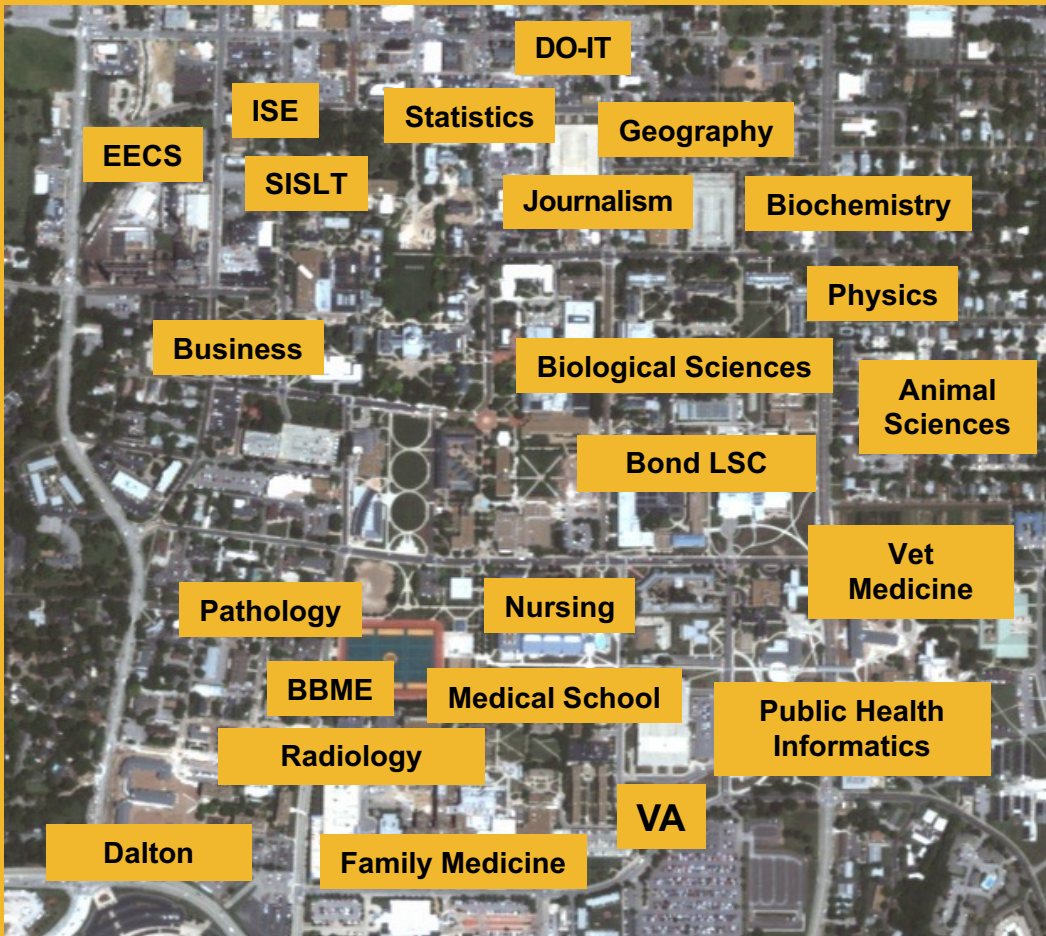 DO-IT
ISE
Statistics
Geography
EECS
SISLT
Journalism
Biochemistry
Physics
Business
Biological Sciences
Animal
Sciences
Bond LSC
Vet
Medicine
Pathology
Nursing
BBME
Medical School
Public Health
Informatics
Radiology
VA
Dalton
Family Medicine